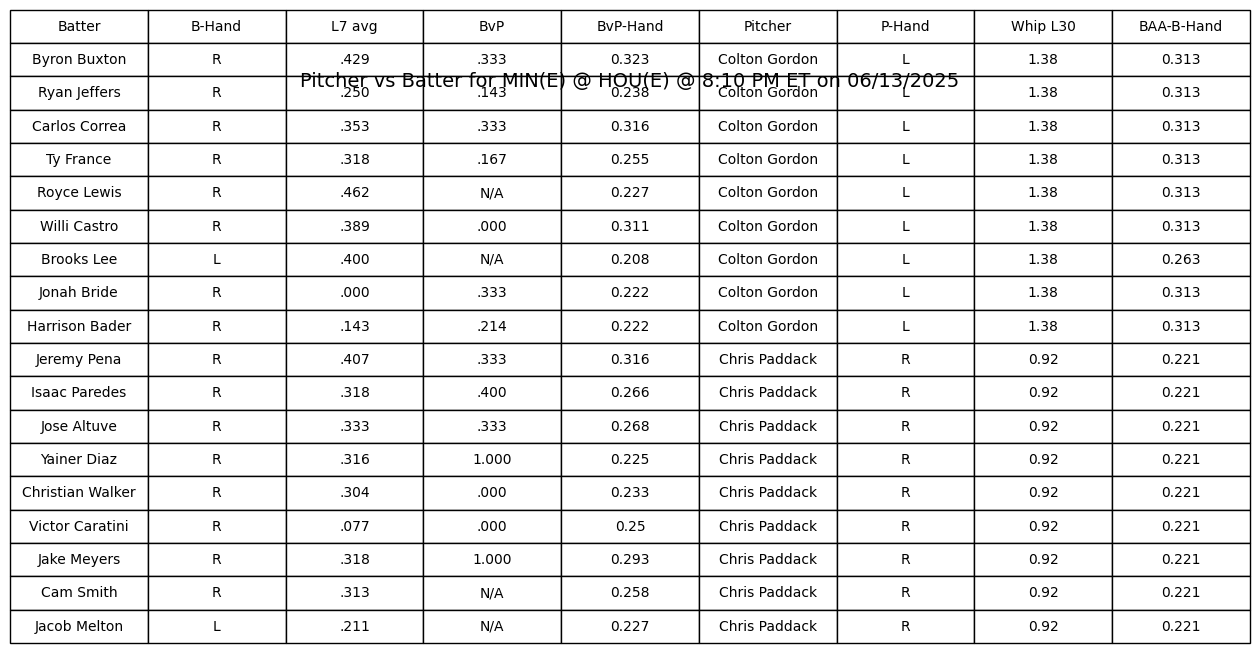 Batter B-Hand L7 avg BvP BvP-Hand Pitcher P-Hand Whip L30 BAA-B-Hand
Byron Buxton R .429 .333 0.323 Colton Gordon L 1.38 0.313
Pitcher vs Batter for MIN(E) @ HOU(E) @ 8:10 PM ET on 06/13/2025
Ryan Jeffers R .250 .143 0.238 Colton Gordon L 1.38 0.313
Carlos Correa R .353 .333 0.316 Colton Gordon L 1.38 0.313
Ty France R .318 .167 0.255 Colton Gordon L 1.38 0.313
Royce Lewis R .462 N/A 0.227 Colton Gordon L 1.38 0.313
Willi Castro R .389 .000 0.311 Colton Gordon L 1.38 0.313
Brooks Lee L .400 N/A 0.208 Colton Gordon L 1.38 0.263
Jonah Bride R .000 .333 0.222 Colton Gordon L 1.38 0.313
Harrison Bader R .143 .214 0.222 Colton Gordon L 1.38 0.313
Jeremy Pena R .407 .333 0.316 Chris Paddack R 0.92 0.221
Isaac Paredes R .318 .400 0.266 Chris Paddack R 0.92 0.221
Jose Altuve R .333 .333 0.268 Chris Paddack R 0.92 0.221
Yainer Diaz R .316 1.000 0.225 Chris Paddack R 0.92 0.221
Christian Walker R .304 .000 0.233 Chris Paddack R 0.92 0.221
Victor Caratini R .077 .000 0.25 Chris Paddack R 0.92 0.221
Jake Meyers R .318 1.000 0.293 Chris Paddack R 0.92 0.221
Cam Smith R .313 N/A 0.258 Chris Paddack R 0.92 0.221
Jacob Melton L .211 N/A 0.227 Chris Paddack R 0.92 0.221